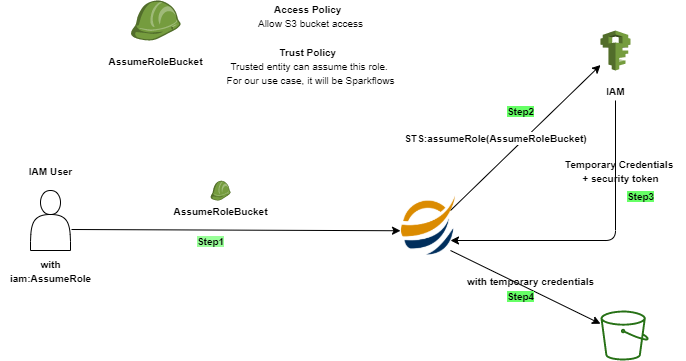 Access Policy
Allow S3 bucket access
AssumeRoleBucket
Trust Policy
Trusted entity can assume this role.
For our use case, it will be Sparkflows
IAM
Step2
STS:assumeRole(AssumeRoleBucket)
Temporary Credentials
+ security token
Step3
IAM User
AssumeRoleBucket
Step1
with
iam:AssumeRole
with temporary credentials
Step4